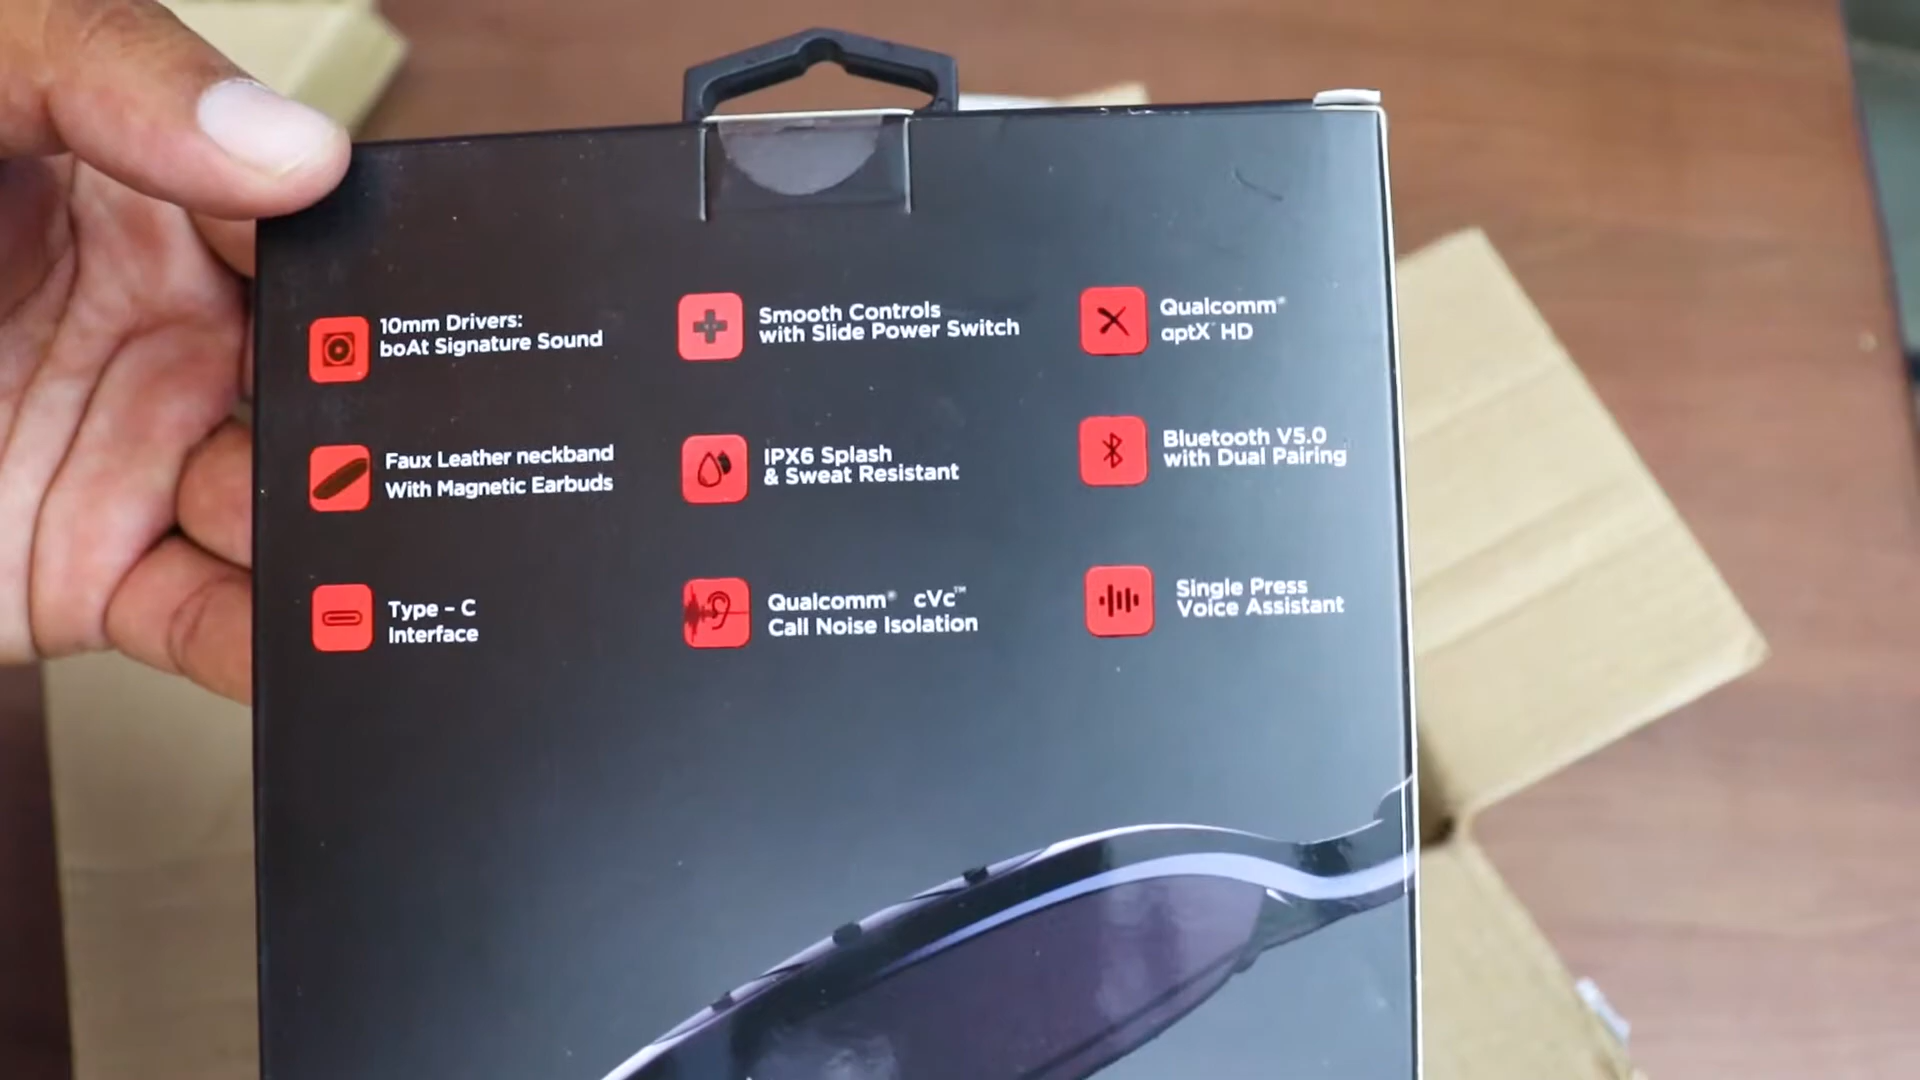 10mm Drivers:
boAt Signature Sound
Smooth Controls
with Slide Power Switch
Qualcomm®
aptX™ HD
Faux Leather neckband
With Magnetic Earbuds
IPX6 Splash
& Sweat Resistant
Bluetooth V5.0
with Dual Pairing
Type - C
Interface
Qualcomm® cVc™
Call Noise Isolation
Single Press
Voice Assistant